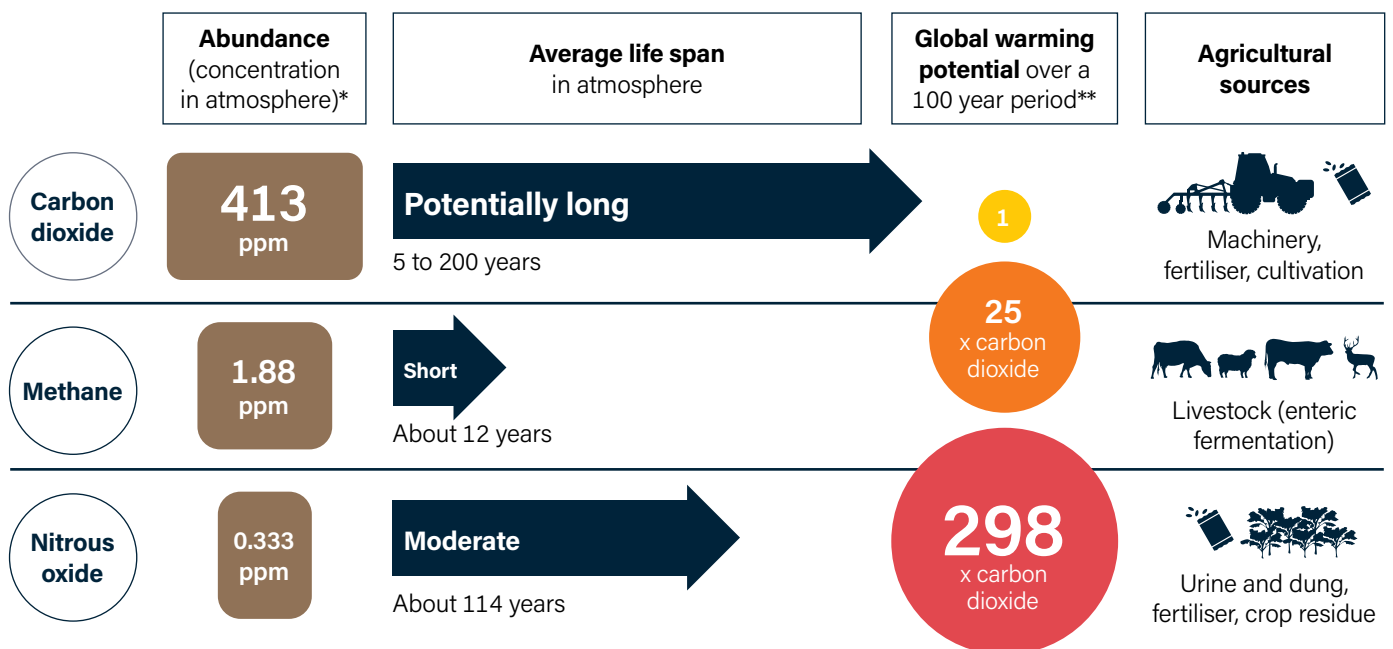 Abundance
(concentration
in atmosphere)*
Average life span
in atmosphere
Global warming
potential over a
100 year period**
Agricultural
sources
Carbon
dioxide
413
ppm
Potentially long
5 to 200 years
1
Machinery,
fertiliser, cultivation
Methane
1.88
ppm
Short
About 12 years
25
x carbon
dioxide
Livestock (enteric
fermentation)
Nitrous
oxide
0.333
ppm
Moderate
About 114 years
298
x carbon
dioxide
Urine and dung,
fertiliser, crop residue